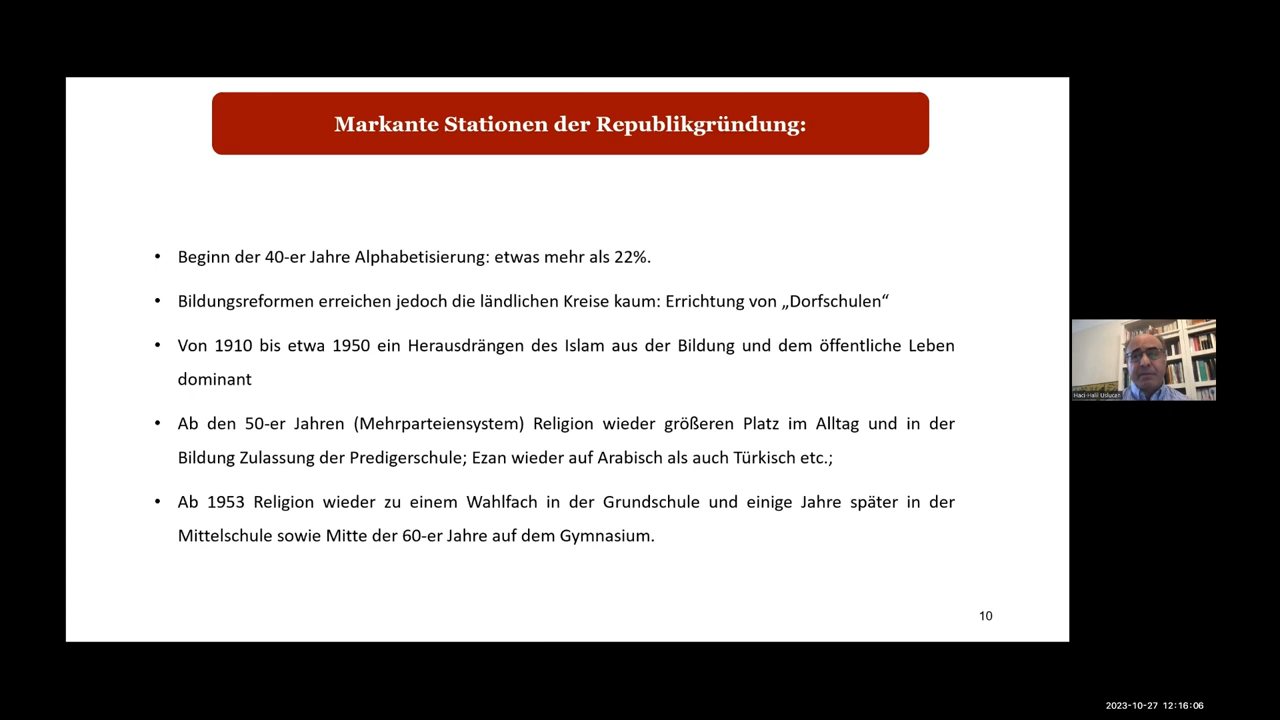 Markante Stationen der Republikgründung:
• Beginn der 40-er Jahre Alphabetisierung: etwas mehr als 22%.
• Bildungsreformen erreichen jedoch die ländlichen Kreise kaum: Errichtung von „Dorfschulen“
• Von 1910 bis etwa 1950 ein Herausdrängen des Islam aus der Bildung und dem öffentliche Leben
dominant
• Ab den 50-er Jahren (Mehrparteiensystem) Religion wieder größeren Platz im Alltag und in der
Bildung Zulassung der Predigerschule; Ezan wieder auf Arabisch als auch Türkisch etc.;
• Ab 1953 Religion wieder zu einem Wahlfach in der Grundschule und einige Jahre später in der
Mittelschule sowie Mitte der 60-er Jahre auf dem Gymnasium.
10
Haci-Halil Uslucan
2023-10-27 12:16:06